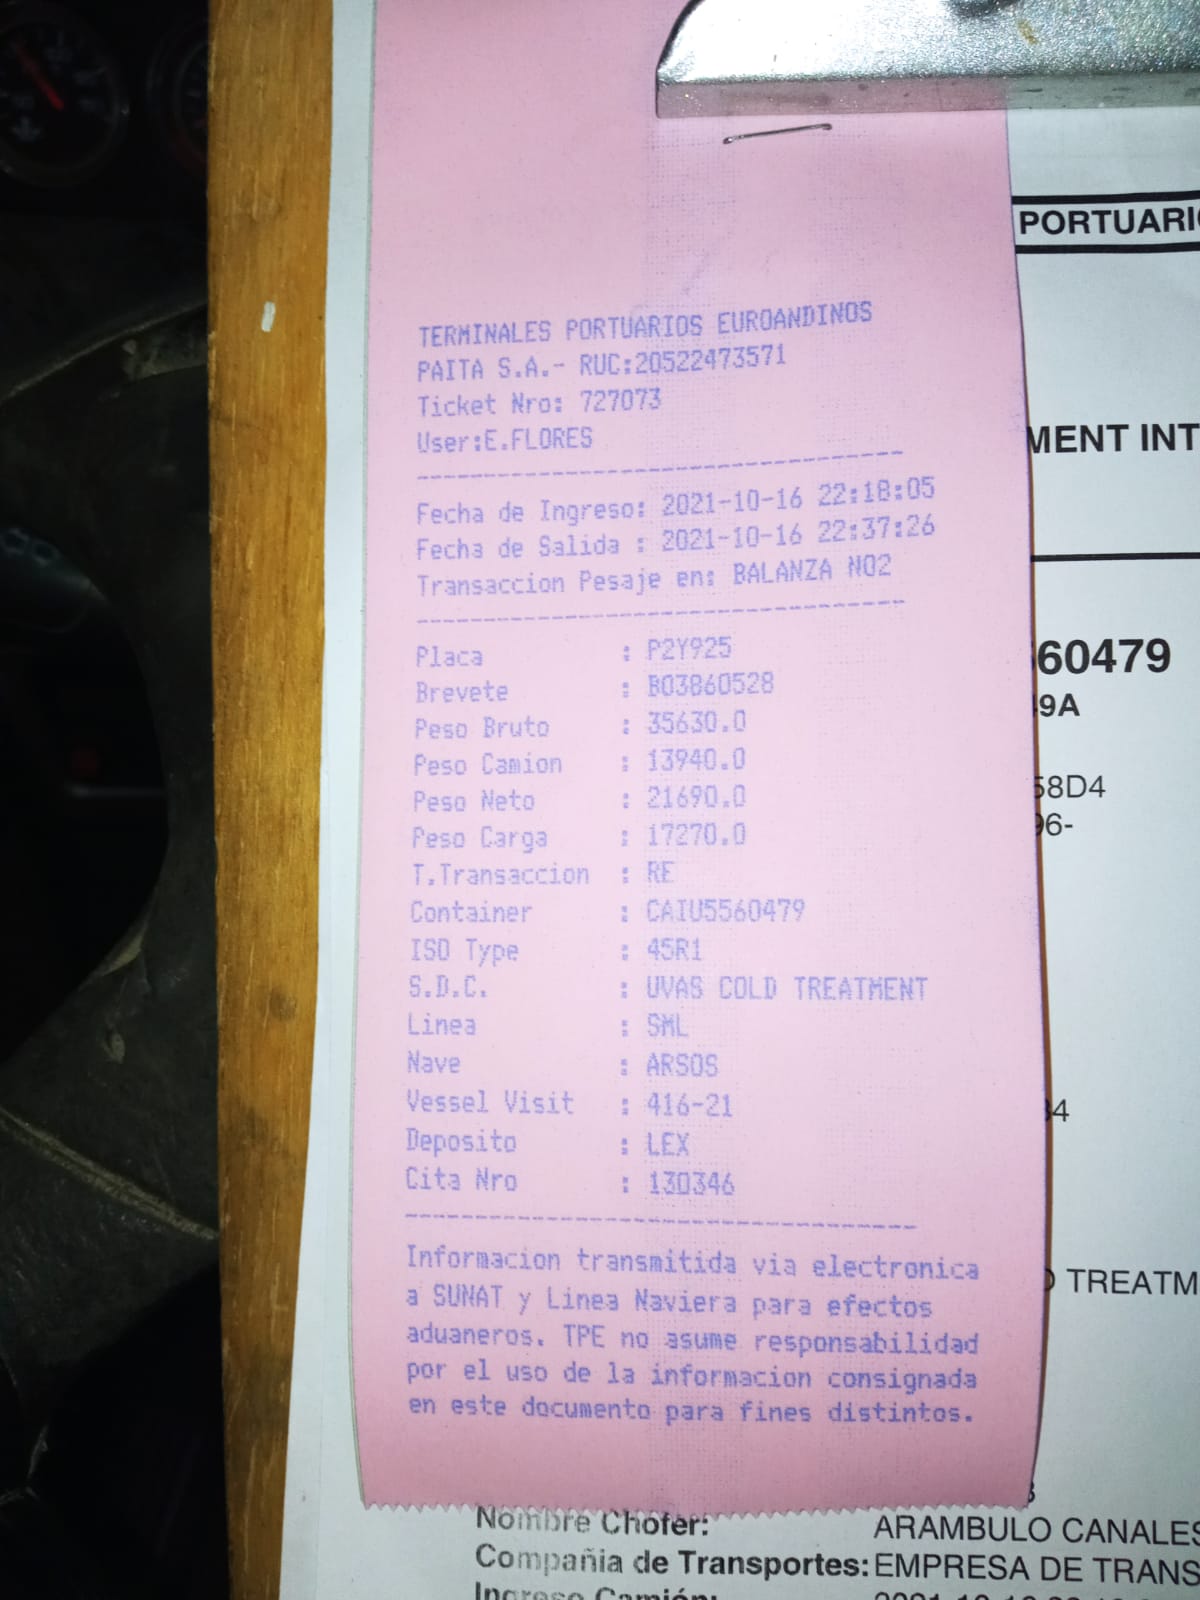 TERMINALES PORTUARIOS EUROANDINOS
PAITA S.A.- RUC:20522473571
Ticket Nro: 727073
User:E.FLORES
Fecha de Ingreso: 2021-10-16 22:18:05
Fecha de Salida : 2021-10-16 22:37:26
Transaccion Pesaje en: BALANZA NO2
Placa : P2Y925
Brevete : B03860528
Peso Bruto : 35630.0
Peso Camion : 13940.0
Peso Neto : 21690.0
Peso Carga : 17270.0
T.Transaccion : RE
Container : CAIU5560479
ISO Type : 45R1
S.D.C. : UVAS COLD TREATMENT
Linea : SML
Nave : ARSOS
Vessel Visit : 416-21
Deposito : LEX
Cita Nro : 130346
Informacion transmitida via electronica
a SUNAT y Linea Naviera para efectos
aduaneros. TPE no asume responsabilidad
por el uso de la informacion consignada
en este documento para fines distintos.
PORTUARI
MENT INT
60479
9A
58D4
96-
4
TREATM
Nombre Chofer: ARAMBULO CANALES
Compañia de Transportes: EMPRESA DE TRANS
Ingreso Camión: